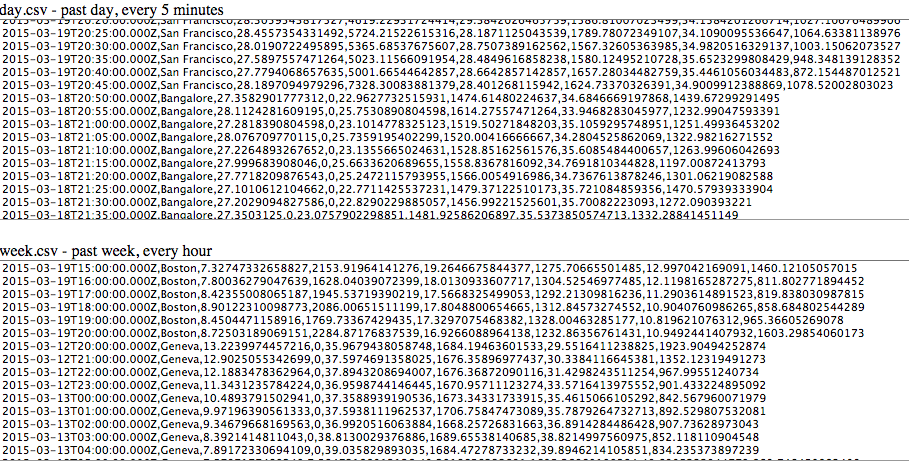 day.csv - past day, every 5 minutes
2015-03-19T20:25:00.000Z,San Francisco,28.4557354331492,5724.21522615316,28.1871125043539,1789.78072349107,34.1090095536647,1064.63381138976
2015-03-19T20:30:00.000Z,San Francisco,28.0190722495895,5365.68537675607,28.7507389162562,1567.32605363985,34.9820516329137,1003.15062073527
2015-03-19T20:35:00.000Z,San Francisco,27.5897557471264,5023.11566091954,28.4849616858238,1580.12495210728,35.6523299808429,948.348139128352
2015-03-19T20:40:00.000Z,San Francisco,27.7794068657635,5001.66544642857,28.6642857142857,1657.28034482759,35.4461056034483,872.154487012521
2015-03-19T20:45:00.000Z,San Francisco,28.1897094979296,7328.30083881379,28.401268115942,1624.73370326391,34.9009912388869,1078.52002803023
2015-03-18T20:50:00.000Z,Bangalore,27.3582901777312,0,22.9627732515931,1474.61480224637,34.6846669197868,1439.67299291495
2015-03-18T20:55:00.000Z,Bangalore,28.1124281609195,0,25.7530890804598,1614.27557471264,33.9468283045977,1232.99047593391
2015-03-18T21:00:00.000Z,Bangalore,27.2818390804598,0,23.1014778325123,1519.50271848203,35.1059295748951,1251.49936453202
2015-03-18T21:05:00.000Z,Bangalore,28.076709770115,0,25.7359195402299,1520.00416666667,34.2804525862069,1322.98216271552
2015-03-18T21:10:00.000Z,Bangalore,27.2264893267652,0,23.1355665024631,1528.85162561576,35.6085484400657,1263.99606042693
2015-03-18T21:15:00.000Z,Bangalore,27.999683908046,0,25.6633620689655,1558.8367816092,34.7691810344828,1197.00872413793
2015-03-18T21:20:00.000Z,Bangalore,27.7718209876543,0,25.2472115793955,1566.0054916986,34.7367613878246,1301.06219082588
2015-03-18T21:25:00.000Z,Bangalore,27.1010612104662,0,22.7711425537231,1479.37122510173,35.721084859356,1470.57939333904
2015-03-18T21:30:00.000Z,Bangalore,27.2029094827586,0,22.8290229885057,1456.99221525601,35.70082223093,1272.090393221
2015-03-18T21:35:00.000Z,Bangalore,27.3503125,0,23.0757902298851,1481.92586206897,35.5373850574713,1332.28841451149
week.csv - past week, every hour
2015-03-19T15:00:00.000Z,Boston,7.32747332658827,2153.91964141276,19.2646675844377,1275.70665501485,12.997042169091,1460.12105057015
2015-03-19T16:00:00.000Z,Boston,7.80036279047639,1628.04039072399,18.0130933607717,1304.52546977485,12.1198165287275,811.802771894452
2015-03-19T17:00:00.000Z,Boston,8.42355008065187,1945.53719390219,17.5668325499053,1292.21309816236,11.2903614891523,819.838030987815
2015-03-19T18:00:00.000Z,Boston,8.90122310098773,2086.00651511199,17.8048800654665,1312.84573274552,10.9040760986265,858.684802544289
2015-03-19T19:00:00.000Z,Boston,8.4504471158916,1769.73367429435,17.3297075468382,1328.00463285177,10.8196210763​12,965.36605269078
2015-03-19T20:00:00.000Z,Boston,8.72503189069151,2284.87176837539,16.9266088964138,1232.86356761431,10.9492441407932,1603.29854060173
2015-03-12T20:00:00.000Z,Geneva,13.2239974457216,0,35.9679438058748,1684.19463601533,29.5516411238825,1923.90494252874
2015-03-12T21:00:00.000Z,Geneva,12.9025055342699,0,37.5974691358025,1676.35896977437,30.3384116645381,1352.12319491273
2015-03-12T22:00:00.000Z,Geneva,12.1883478362964,0,37.8943208694007,1676.36872090116,31.4298243511254,967.99551240734
2015-03-12T23:00:00.000Z,Geneva,11.3431235784224,0,36.9598744146445,1670.95711123274,33.5716413975552,901.433224895092
2015-03-13T00:00:00.000Z,Geneva,10.4893791502941,0,37.3588939190536,1673.34331733915,35.4615066105292,842.567960071979
2015-03-13T01:00:00.000Z,Geneva,9.97196390561333,0,37.5938111962537,1706.75847473089,35.7879264732713,892.529807532081
2015-03-13T02:00:00.000Z,Geneva,9.34679668169563,0,36.9920516063884,1668.25726831663,36.8914284486428,907.73628973043
2015-03-13T03:00:00.000Z,Geneva,8.3921414811043,0,38.8130029376886,1689.65538140685,38.8214997560975,852.118110904548
2015-03-13T04:00:00.000Z,Geneva,7.89172330694109,0,39.035829893035,1684.47278733232,39.8946214105851,834.235373897239